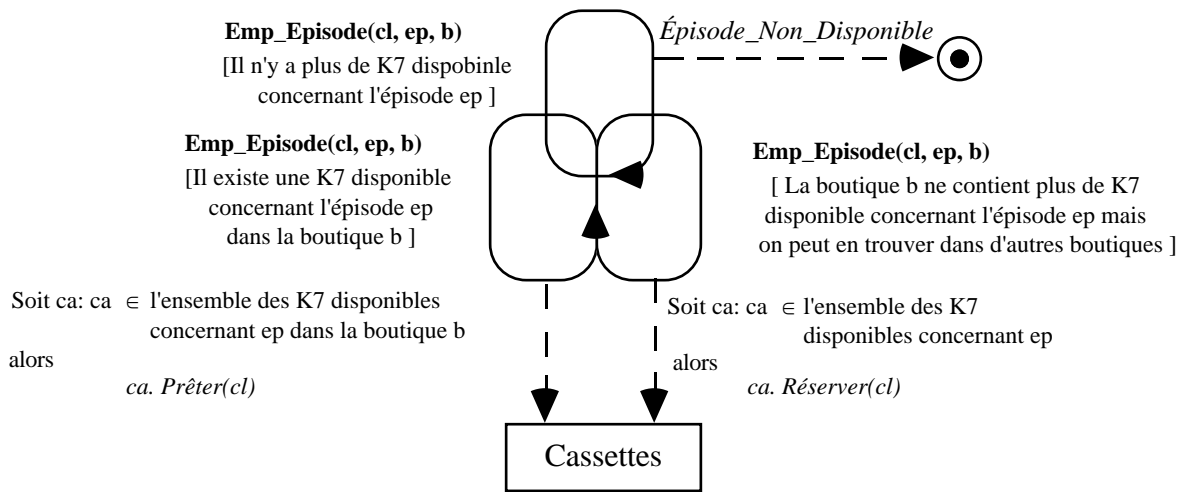 Emp_Episode(cl, ep, b)
[Il n'y a plus de K7 dispobinle
concernant l'épisode ep ]
Épisode_Non_Disponible
Emp_Episode(cl, ep, b)
[Il existe une K7 disponible
concernant l'épisode ep
dans la boutique b ]
Emp_Episode(cl, ep, b)
[ La boutique b ne contient plus de K7
disponible concernant l'épisode ep mais
on peut en trouver dans d'autres boutiques ]
Soit ca: ca ∈ l'ensemble des K7 disponibles
concernant ep dans la boutique b
alors
ca. Prêter(cl)
Soit ca: ca ∈ l'ensemble des K7
disponibles concernant ep
alors
ca. Réserver(cl)
Cassettes